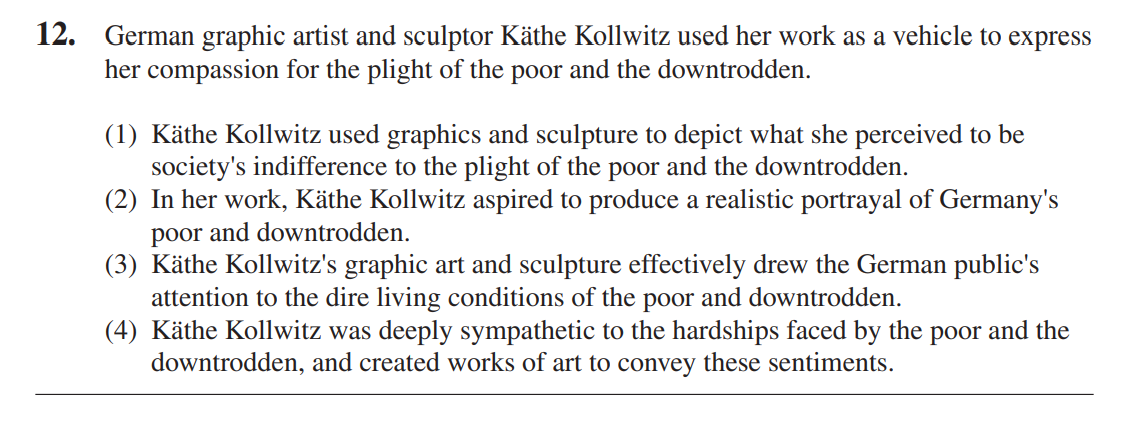 12. German graphic artist and sculptor Käthe Kollwitz used her work as a vehicle to express
her compassion for the plight of the poor and the downtrodden.
(1) Käthe Kollwitz used graphics and sculpture to depict what she perceived to be
society's indifference to the plight of the poor and the downtrodden.
(2) In her work, Käthe Kollwitz aspired to produce a realistic portrayal of Germany's
poor and downtrodden.
(3) Käthe Kollwitz's graphic art and sculpture effectively drew the German public's
attention to the dire living conditions of the poor and downtrodden.
(4) Käthe Kollwitz was deeply sympathetic to the hardships faced by the poor and the
downtrodden, and created works of art to convey these sentiments.